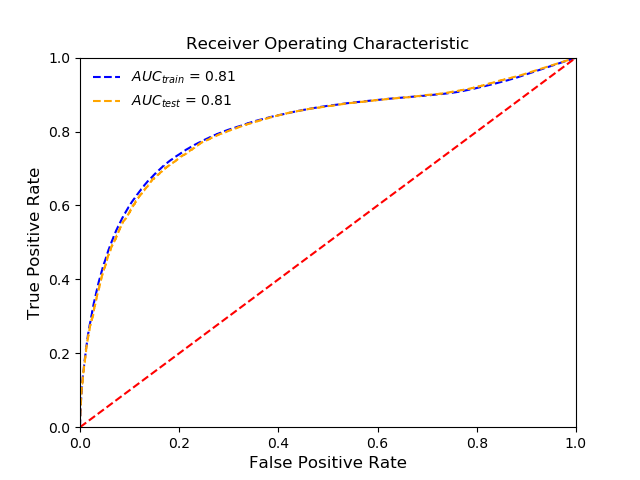 Receiver Operating Characteristic
AUC_train = 0.81
AUC_test = 0.81
True Positive Rate
1.0
0.8
0.6
0.4
0.2
0.0
0.0 0.2 0.4 0.6 0.8 1.0
False Positive Rate